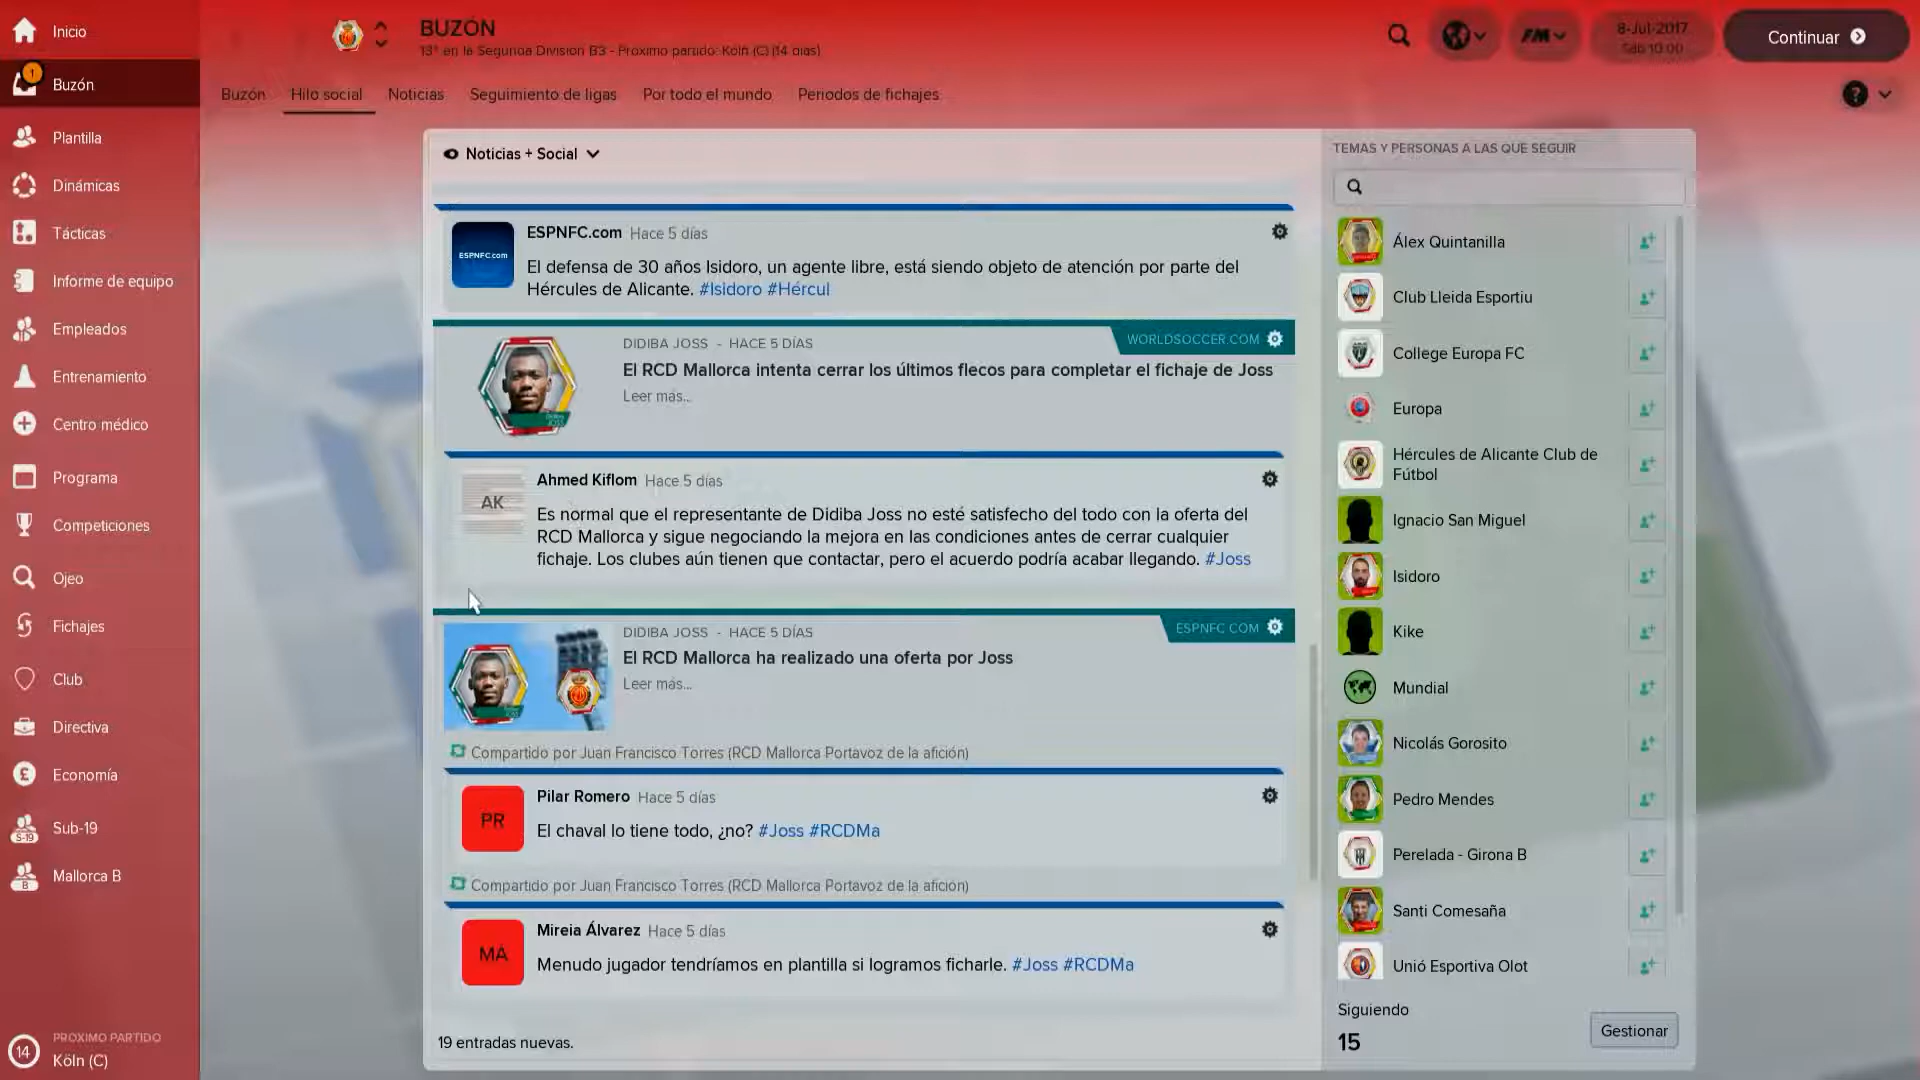 Inicio
1
Buzón
Plantilla
Dinámicas
Tácticas
Informe de equipo
Empleados
Entrenamiento
Centro médico
Programa
Competiciones
Ojeo
Fichajes
Club
Directiva
Economía
S-19
Sub-19
B
Mallorca B
14
PRÓXIMO PARTIDO
Köln (C)
BUZÓN
13º en la Segunda División B3 - Próximo partido: Köln (C) (14 días)
FM
8-Jul-2017
Sáb 10:00
Continuar
Buzón
Hilo social
Noticias
Seguimiento de ligas
Por todo el mundo
Periodos de fichajes
?
Noticias + Social
ESPNFC.com
ESPNFC.com Hace 5 días
El defensa de 30 años Isidoro, un agente libre, está siendo objeto de atención por parte del
Hércules de Alicante. #Isidoro #Hércul
DIDIBA JOSS - HACE 5 DÍAS
WORLDSOCCER.COM
El RCD Mallorca intenta cerrar los últimos flecos para completar el fichaje de Joss
Leer más...
AK
Ahmed Kiflom Hace 5 días
Es normal que el representante de Didiba Joss no esté satisfecho del todo con la oferta del
RCD Mallorca y sigue negociando la mejora en las condiciones antes de cerrar cualquier
fichaje. Los clubes aún tienen que contactar, pero el acuerdo podría acabar llegando. #Joss
DIDIBA JOSS - HACE 5 DÍAS
ESPNFC.COM
El RCD Mallorca ha realizado una oferta por Joss
Leer más...
Compartido por Juan Francisco Torres (RCD Mallorca Portavoz de la afición)
PR
Pilar Romero Hace 5 días
El chaval lo tiene todo, ¿no? #Joss #RCDMa
Compartido por Juan Francisco Torres (RCD Mallorca Portavoz de la afición)
MÁ
Mireia Álvarez Hace 5 días
Menudo jugador tendríamos en plantilla si logramos ficharle. #Joss #RCDMa
19 entradas nuevas.
TEMAS Y PERSONAS A LAS QUE SEGUIR
Álex Quintanilla
Club Lleida Esportiu
College Europa FC
Europa
Hércules de Alicante Club de
Fútbol
Ignacio San Miguel
Isidoro
Kike
Mundial
Nicolás Gorosito
Pedro Mendes
Perelada - Girona B
Santi Comesaña
Unió Esportiva Olot
Siguiendo
15
Gestionar